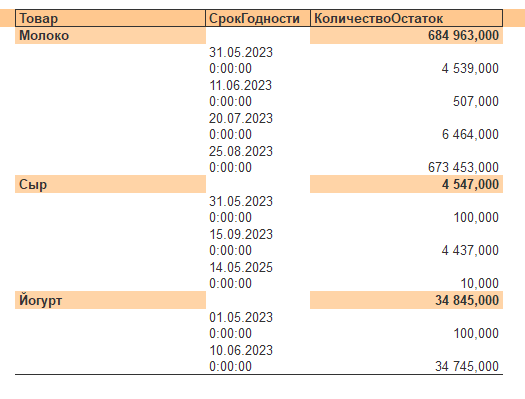 Товар СрокГодности КоличествоОстаток
Молоко 684 963,000
31.05.2023
0:00:00 4 539,000
11.06.2023
0:00:00 507,000
20.07.2023
0:00:00 6 464,000
25.08.2023
0:00:00 673 453,000
Сыр 4 547,000
31.05.2023
0:00:00 100,000
15.09.2023
0:00:00 4 437,000
14.05.2025
0:00:00 10,000
Йогурт 34 845,000
01.05.2023
0:00:00 100,000
10.06.2023
0:00:00 34 745,000